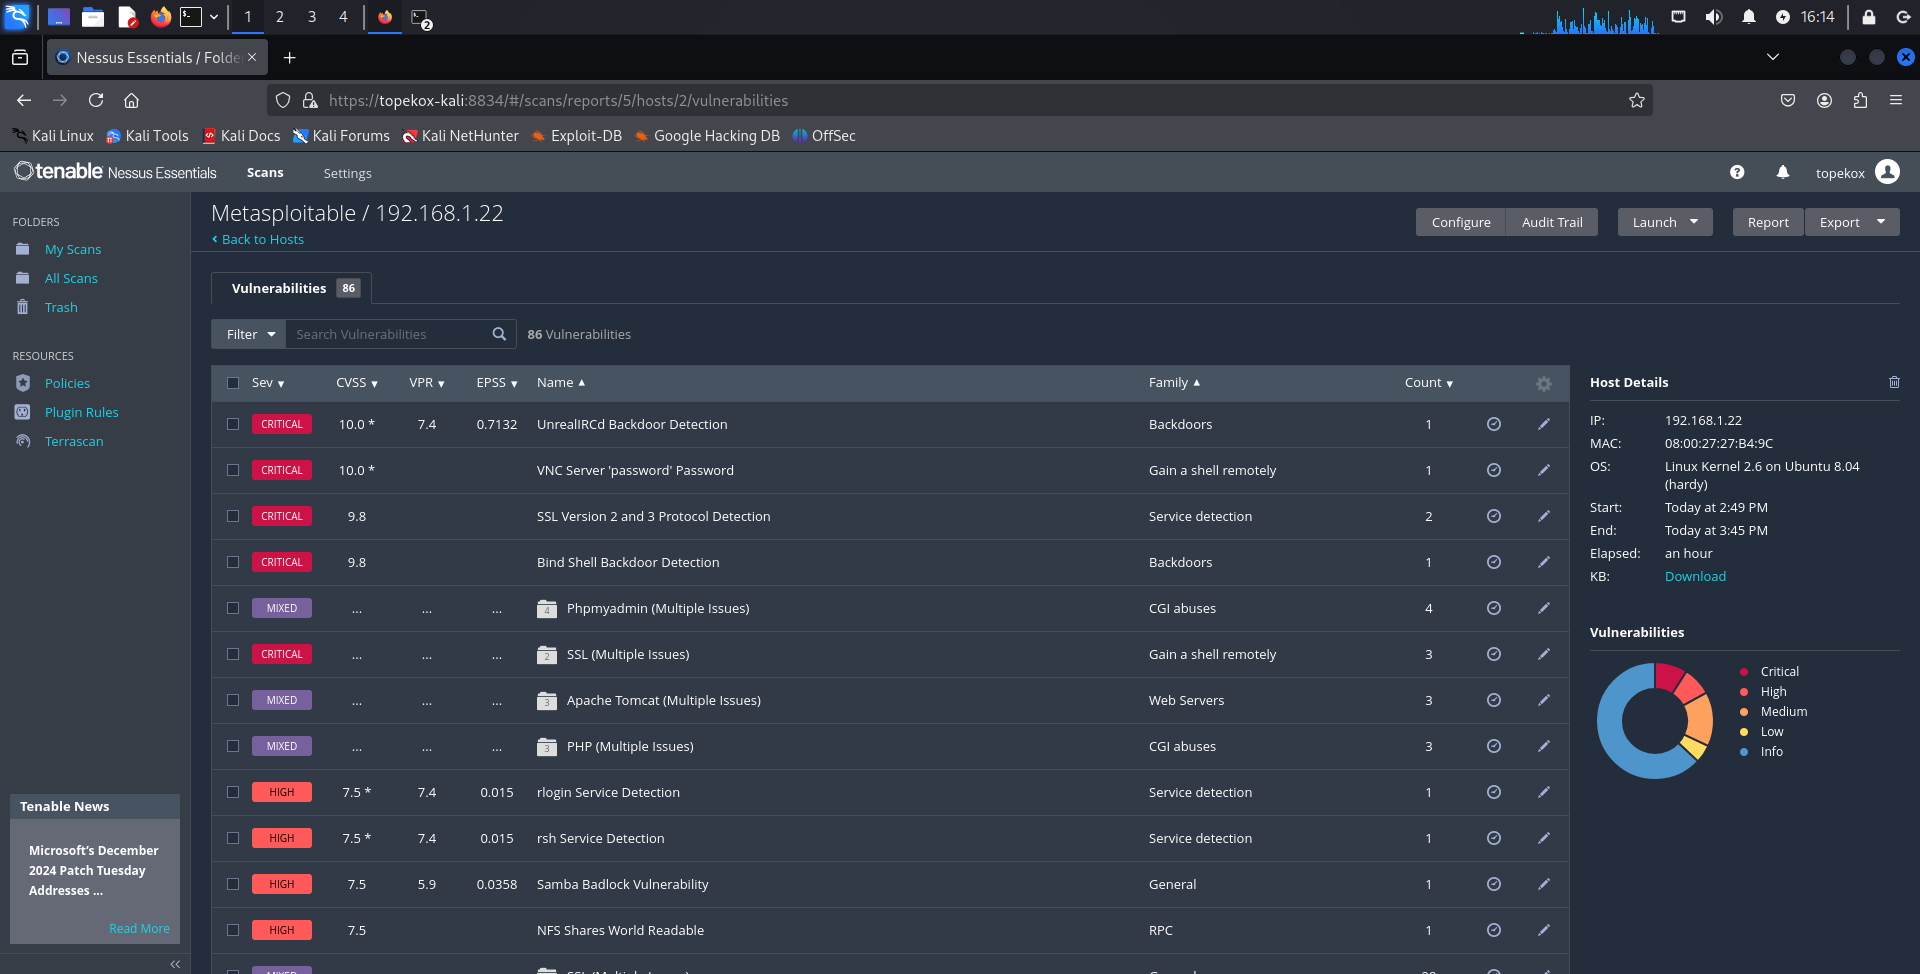 1 2 3 4
2
16:14
Nessus Essentials / Folde
https://topekox-kali:8834/#/scans/reports/5/hosts/2/vulnerabilities
Kali Linux Kali Tools Kali Docs Kali Forums Kali NetHunter Exploit-DB Google Hacking DB OffSec
tenable Nessus Essentials Scans Settings topekox
FOLDERS
My Scans
All Scans
Trash
RESOURCES
Policies
Plugin Rules
Terrascan
Tenable News
Microsoft's December
2024 Patch Tuesday
Addresses ...
Read More
Metasploitable / 192.168.1.22
Back to Hosts
Configure Audit Trail Launch Report Export
Vulnerabilities 86
Filter Search Vulnerabilities 86 Vulnerabilities
Sev CVSS VPR EPSS Name Family Count
CRITICAL 10.0 * 7.4 0.7132 UnrealIRCd Backdoor Detection Backdoors 1
CRITICAL 10.0 * VNC Server 'password' Password Gain a shell remotely 1
CRITICAL 9.8 SSL Version 2 and 3 Protocol Detection Service detection 2
CRITICAL 9.8 Bind Shell Backdoor Detection Backdoors 1
MIXED ... ... ... 4 Phpmyadmin (Multiple Issues) CGI abuses 4
CRITICAL ... ... ... 2 SSL (Multiple Issues) Gain a shell remotely 3
MIXED ... ... ... 3 Apache Tomcat (Multiple Issues) Web Servers 3
MIXED ... ... ... 3 PHP (Multiple Issues) CGI abuses 3
HIGH 7.5 * 7.4 0.015 rlogin Service Detection Service detection 1
HIGH 7.5 * 7.4 0.015 rsh Service Detection Service detection 1
HIGH 7.5 5.9 0.0358 Samba Badlock Vulnerability General 1
HIGH 7.5 NFS Shares World Readable RPC 1
Host Details
IP: 192.168.1.22
MAC: 08:00:27:27:B4:9C
OS: Linux Kernel 2.6 on Ubuntu 8.04
(hardy)
Start: Today at 2:49 PM
End: Today at 3:45 PM
Elapsed: an hour
KB: Download
Vulnerabilities
Critical
High
Medium
Low
Info